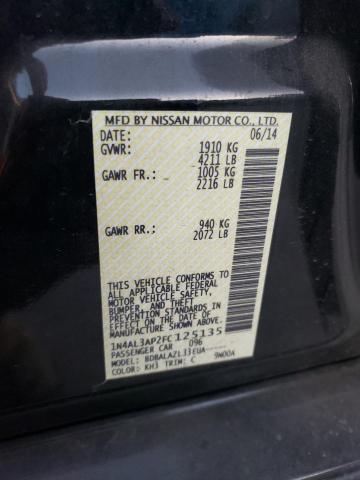 MFD BY NISSAN MOTOR CO., LTD.
DATE: 06/14
GVWR: 1910 KG
4211 LB
GAWR FR.: 1005 KG
2216 LB
GAWR RR.: 940 KG
2072 LB
THIS VEHICLE CONFORMS TO
ALL APPLICABLE FEDERAL
MOTOR VEHICLE SAFETY,
BUMPER, AND THEFT
PREVENTION STANDARDS IN
EFFECT ON THE DATE OF
MANUFACTURE SHOWN ABOVE.
1N4AL3AP2FC125135
PASSENGER CAR 096
MODEL: BDBALAZL33EUA-----
COLOR: KH3 TRIM: C 9W00A